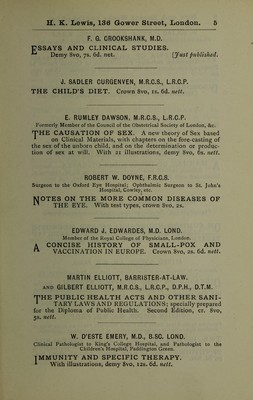 H. K. Lewis, 136 Gower Street, London. 5
F. G. CROOKSHANK, M.D.
ESSAYS AND CLINICAL STUDIES.
Demy 8vo, 7s. 6d. net. [Just published.
J. SADLER CURGENVEN, M.R.C.S., L.R.C.P.
THE CHILD'S DIET. Crown 8vo, 1s. 6d. nett.
E. RUMLEY DAWSON, M.R.C.S., L.R.C.P.
Formerly Member of the Council of the Obstetrical Society of London, &c.
THE CAUSATION OF SEX. A new theory of Sex based
on Clinical Materials, with chapters on the fore-casting of
the sex of the unborn child, and on the determination or produc-
tion of sex at will. With 21 illustrations, demy 8vo, 6s. nett.
ROBERT W. DOYNE, F.R.C.S.
Surgeon to the Oxford Eye Hospital; Ophthalmic Surgeon to St. John's
Hospital, Cowley, etc.
NOTES ON THE MORE COMMON DISEASES OF
THE EYE. With test types, crown 8vo, 2s.
EDWARD J. EDWARDES, M.D. LOND.
Member of the Royal College of Physicians, London.
A CONCISE HISTORY OF SMALL-POX AND
VACCINATION IN EUROPE. Crown 8vo, 2s. 6d. nett.
MARTIN ELLIOTT, BARRISTER-AT-LAW.
AND GILBERT ELLIOTT, M.R.C.S., L.R.C.P., D.P.H., D.T.M.
THE PUBLIC HEALTH ACTS AND OTHER SANI-
TARY LAWS AND REGULATIONS; specially prepared
for the Diploma of Public Health. Second Edition, cr. 8vo,
3s. nett.
W. D'ESTE EMERY, M.D., B.SC. LOND.
Clinical Pathologist to King's College Hospital, and Pathologist to the
Children's Hospital, Paddington Green.
IMMUNITY AND SPECIFIC THERAPY.
With illustrations, demy 8vo, 12s. 6d. nett.